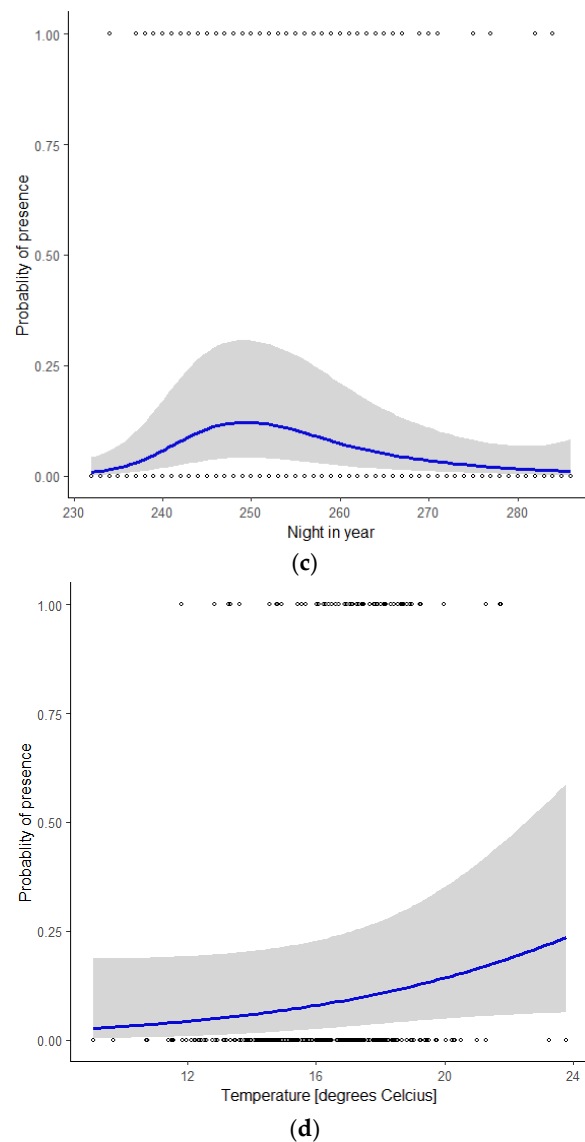 1.00
0.75
0.50
0.25
0.00
Probablity of presence
230 240 250 260 270 280
Night in year
(c)
1.00
0.75
0.50
0.25
0.00
Probablity of presence
12 16 20 24
Temperature [degrees Celcius]
(d)